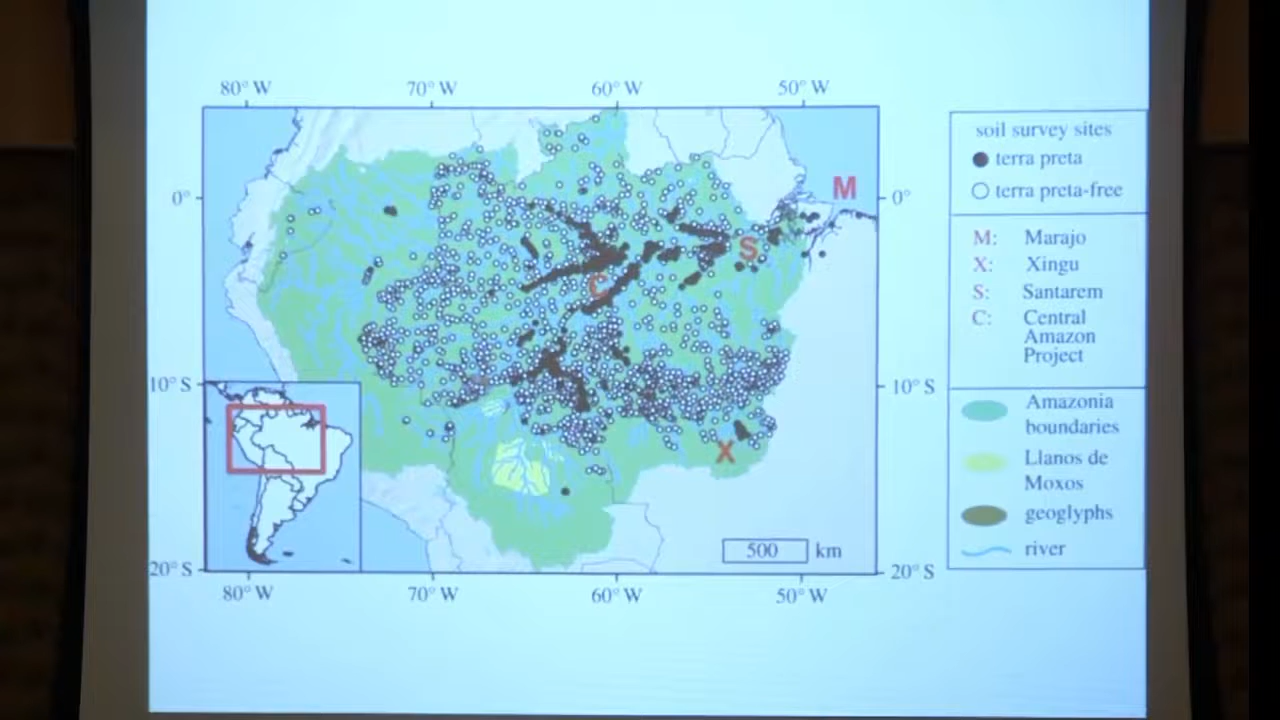 80° W 70° W 60° W 50° W
0° 0°
10° S 10° S
20° S 20° S
80° W 70° W 60° W 50° W
M
S
C
X
500 km
soil survey sites
terra preta
terra preta-free
M: Marajo
X: Xingu
S: Santarem
C: Central
Amazon
Project
Amazonia
boundaries
Llanos de
Moxos
geoglyphs
river